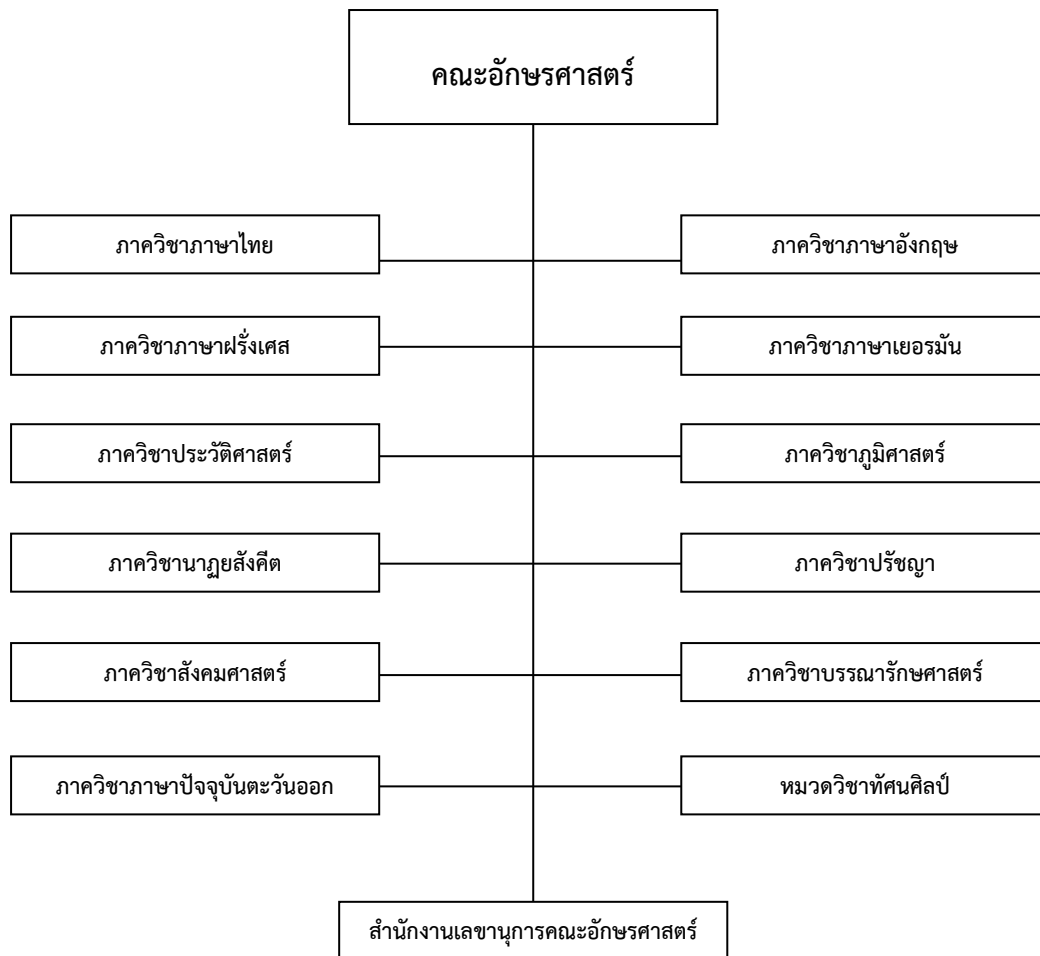 คณะอักษรศาสตร์
ภาควิชาภาษาไทย
ภาควิชาภาษาอังกฤษ
ภาควิชาภาษาฝรั่งเศส
ภาควิชาภาษาเยอรมัน
ภาควิชาประวัติศาสตร์
ภาควิชาภูมิศาสตร์
ภาควิชานาฏยสังคีต
ภาควิชาปรัชญา
ภาควิชาสังคมศาสตร์
ภาควิชาบรรณารักษศาสตร์
ภาควิชาภาษาปัจจุบันตะวันออก
หมวดวิชาทัศนศิลป์
สำนักงานเลขานุการคณะอักษรศาสตร์